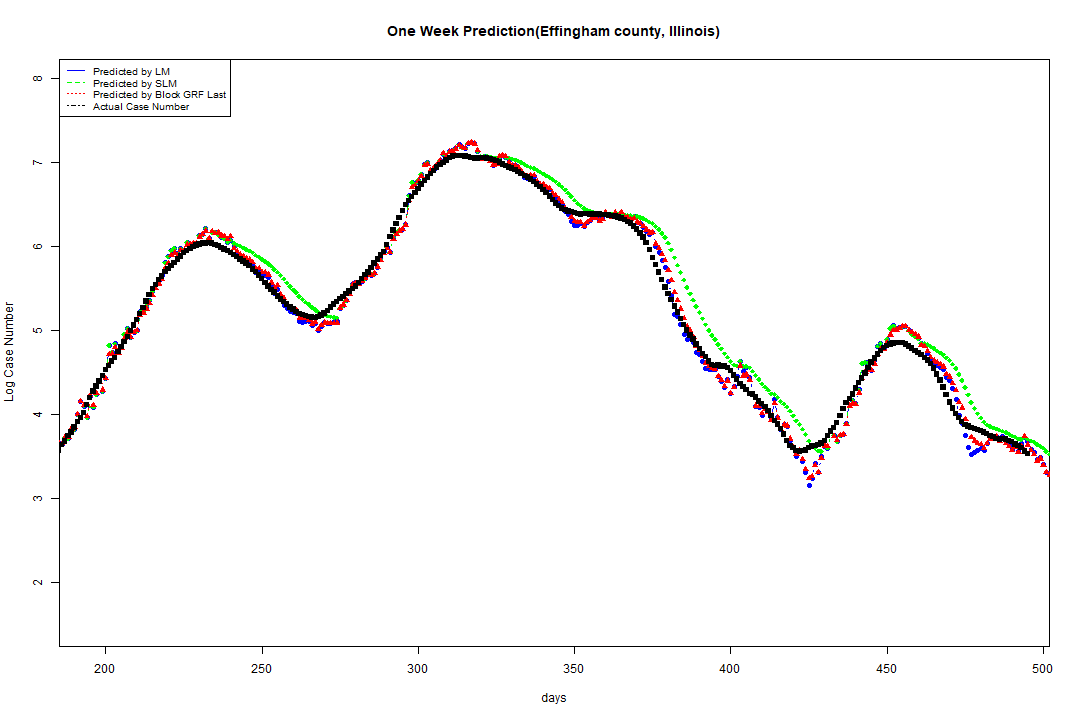 One Week Prediction(Effingham county, Illinois)
Predicted by LM
Predicted by SLM
Predicted by Block GRF Last
Actual Case Number
8
7
6
5
4
3
2
Log Case Number
200 250 300 350 400 450 500
days